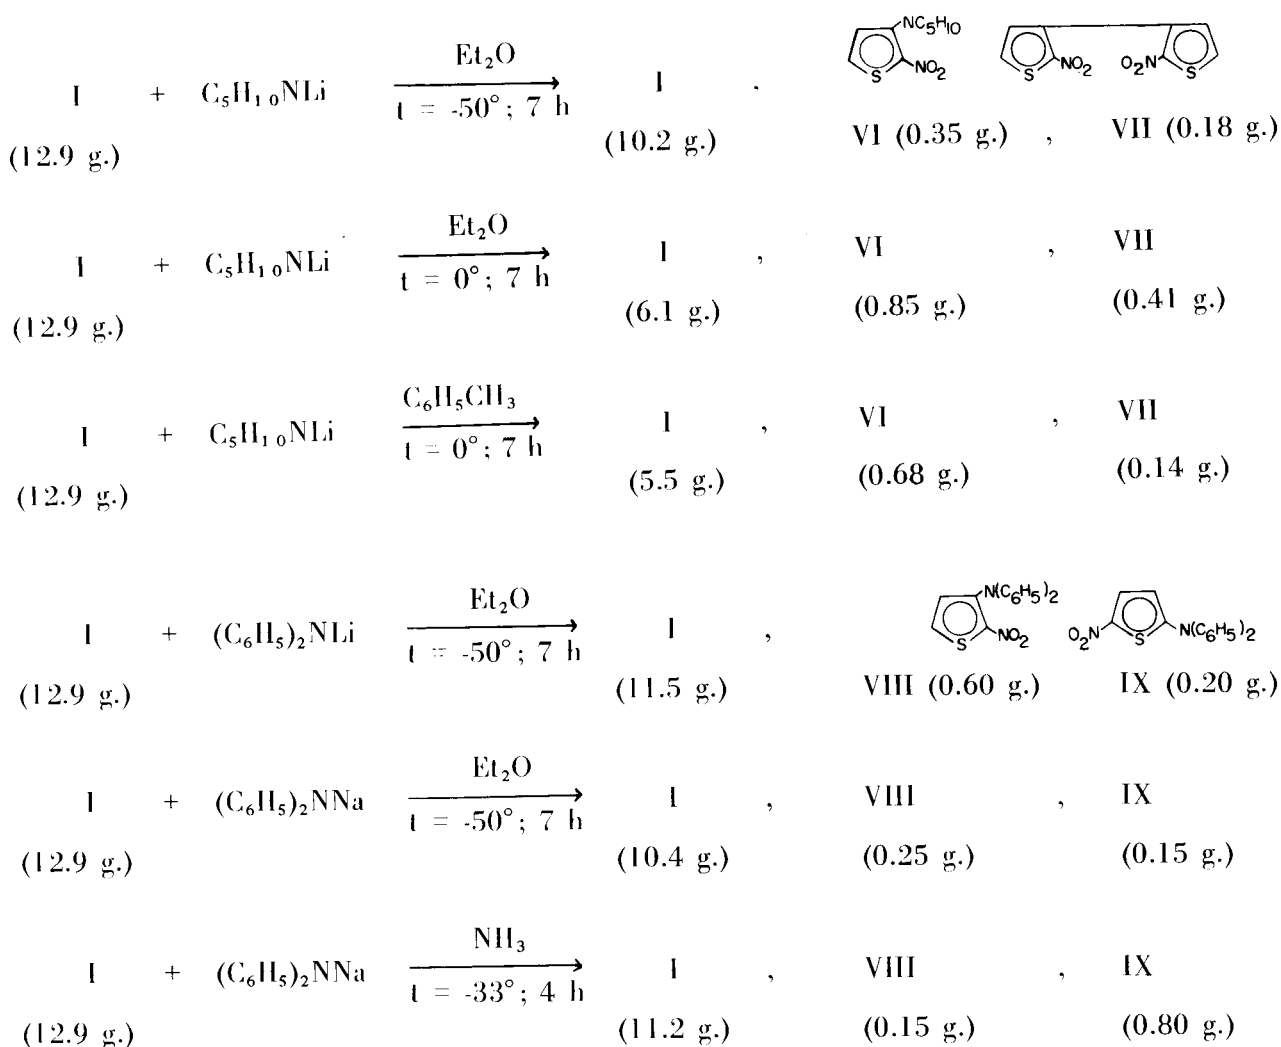 NC₅H₁₀
NO₂ S NO₂ O₂N S S
I + C₅H₁₀NLi Et₂O t = -50°; 7 h I ,
(12.9 g.) (10.2 g.) VI (0.35 g.) , VII (0.18 g.)
I + C₅H₁₀NLi Et₂O t = 0°; 7 h I , VI , VII
(12.9 g.) (6.1 g.) (0.85 g.) (0.41 g.)
I + C₅H₁₀NLi C₆H₅CH₃ t = 0°; 7 h I , VI , VII
(12.9 g.) (5.5 g.) (0.68 g.) (0.14 g.)
N(C₆H₅)₂
NO₂ S O₂N S N(C₆H₅)₂
I + (C₆H₅)₂NLi Et₂O t = -50°; 7 h I ,
(12.9 g.) (11.5 g.) VIII (0.60 g.) IX (0.20 g.)
I + (C₆H₅)₂NNa Et₂O t = -50°; 7 h I , VIII , IX
(12.9 g.) (10.4 g.) (0.25 g.) (0.15 g.)
I + (C₆H₅)₂NNa NH₃ t = -33°; 4 h I , VIII , IX
(12.9 g.) (11.2 g.) (0.15 g.) (0.80 g.)